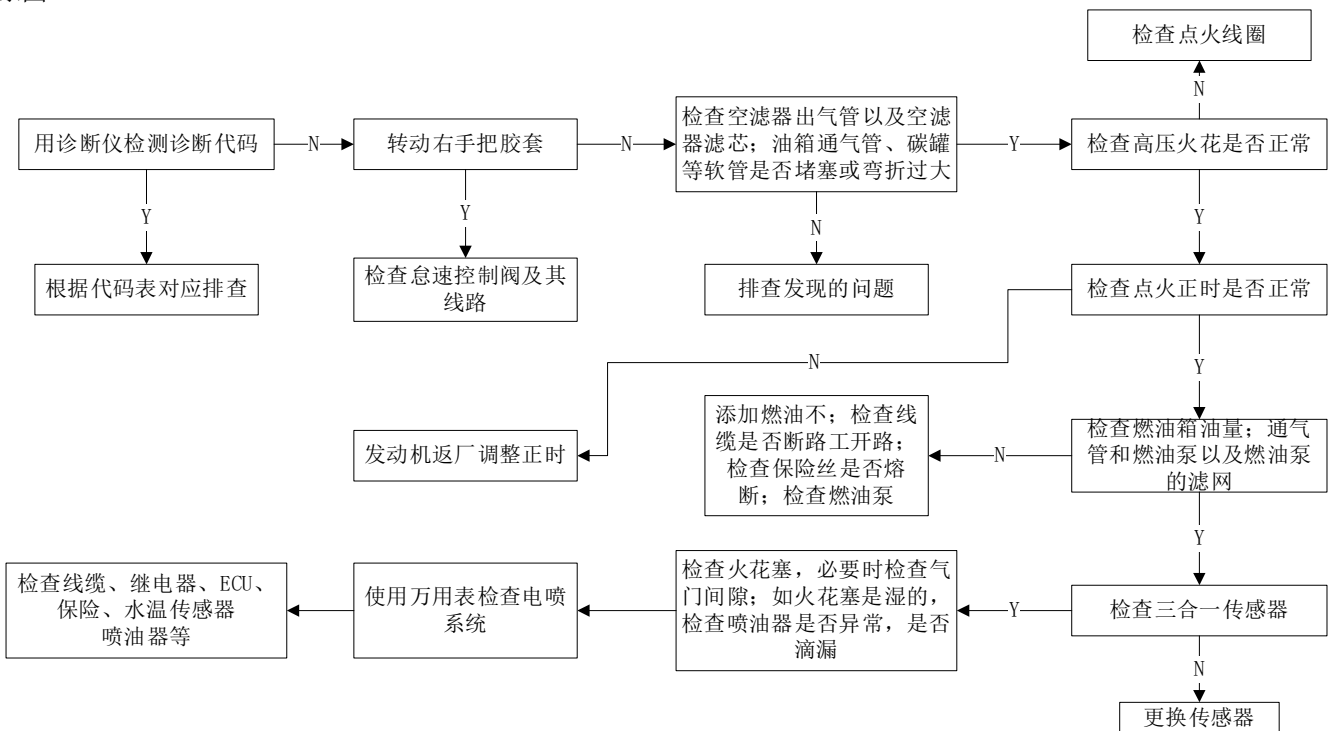 检查点火线圈
N
用诊断仪检测诊断代码
N
转动右手把胶套
N
检查空滤器出气管以及空滤
器滤芯；油箱通气管、碳罐
等软管是否堵塞或弯折过大
Y
检查高压火花是否正常
Y
Y
N
Y
根据代码表对应排查
检查怠速控制阀及其
线路
排查发现的问题
检查点火正时是否正常
N
Y
发动机返厂调整正时
添加燃油不；检查线
缆是否断路工开路；
检查保险丝是否熔
断；检查燃油泵
N
检查燃油箱油量；通气
管和燃油泵以及燃油泵
的滤网
Y
检查线缆、继电器、ECU、
保险、水温传感器
喷油器等
使用万用表检查电喷
系统
检查火花塞，必要时检查气
门间隙；如火花塞是湿的，
检查喷油器是否异常，是否
滴漏
Y
检查三合一传感器
N
更换传感器